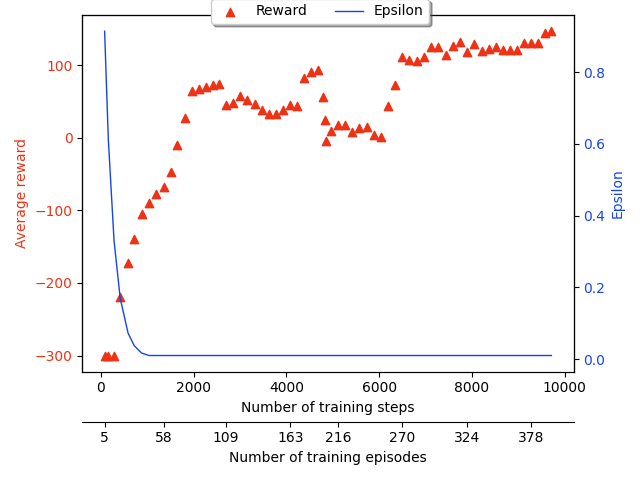 Reward Epsilon
100
0
−100
−200
−300
Average reward
0.8
0.6
0.4
0.2
0.0
Epsilon
0 2000 4000 6000 8000 10000
Number of training steps
5 58 109 163 216 270 324 378
Number of training episodes